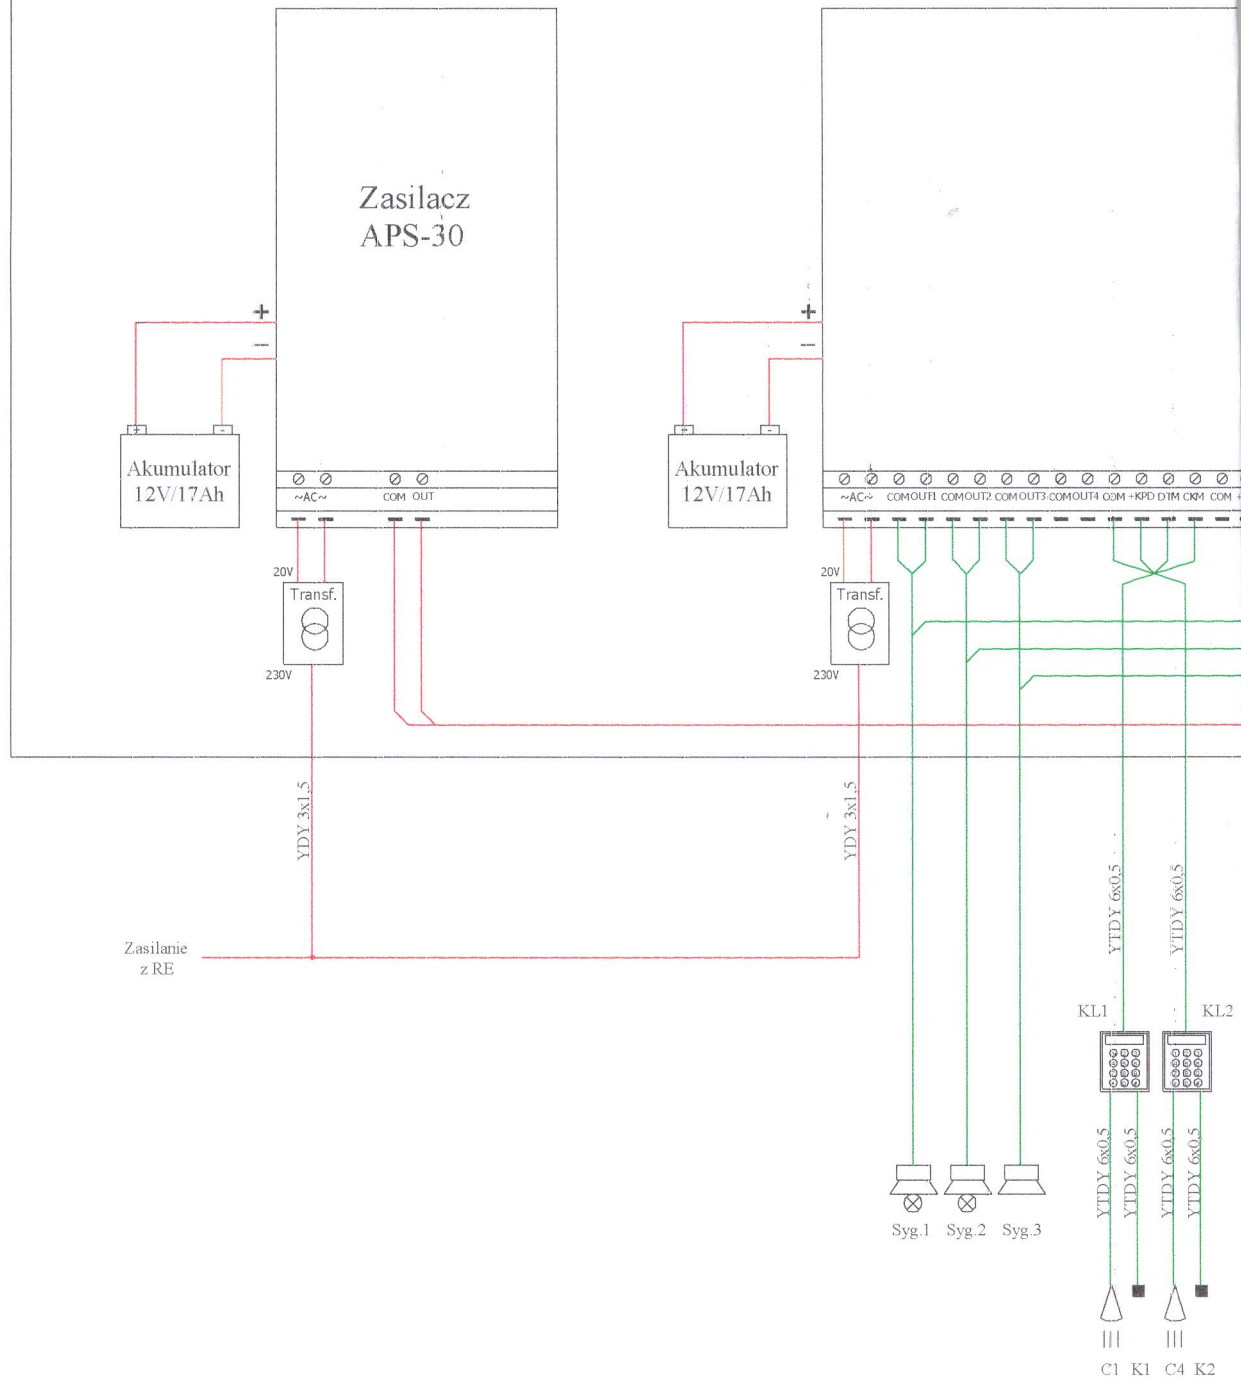 Zasilacz
APS-30
+
−
+
−
+ -
Akumulator
12V/17Ah
+ -
Akumulator
12V/17Ah
~AC~ COM OUT
~AC~ COM OUT1 COM OUT2 COM OUT3 COM OUT4 COM +KPD DTM CKM COM +
20V
Transf.
230V
20V
Transf.
230V
YDY 3x1,5
YDY 3x1,5
YTDY 6x0,5
YTDY 6x0,5
Zasilanie
z RE
KL1
KL2
YTDY 6x0,5
YTDY 6x0,5
YTDY 6x0,5
YTDY 6x0,5
Syg.1 Syg.2 Syg.3
C1 K1 C4 K2